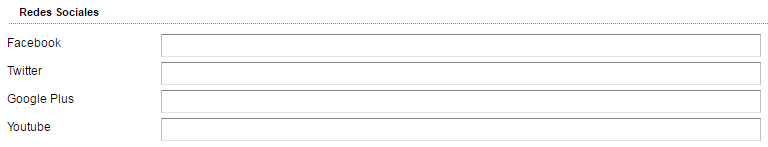 Redes Sociales
Facebook
Twitter
Google Plus
Youtube